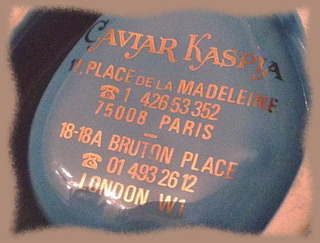 CAVIAR KASPIA
17, PLACE DE LA MADELEINE
☎ 1 426 53 352
75008 PARIS
—
18-18A BRUTON PLACE
☎ 01 493 26 12
LONDON W1